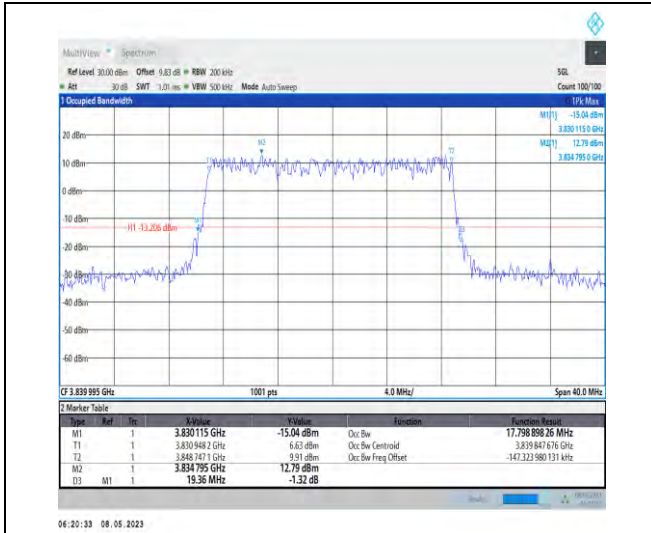 MultiView Spectrum
Ref Level 30.00 dBm Offset 9.83 dB RBW 200 kHz SGL
Att 30 dB SWT 1.01 ms VBW 500 kHz Mode Auto Sweep Count 100/100
1 Occupied Bandwidth 1Pk Max
M1[1] -15.04 dBm
3.830 115 0 GHz
M2[1] 12.79 dBm
3.834 795 0 GHz
20 dBm
M2
T1
T2
10 dBm
0 dBm
-10 dBm
M1
H1 -13.206 dBm
D3
-20 dBm
-30 dBm
-40 dBm
-50 dBm
-60 dBm
CF 3.839 995 GHz 1001 pts 4.0 MHz/ Span 40.0 MHz
2 Marker Table
Type Ref Trc X-Value Y-Value Function Function Result
M1 1 3.830 115 GHz -15.04 dBm Occ Bw 17.798 898 26 MHz
T1 1 3.830 948 2 GHz 6.63 dBm Occ Bw Centroid 3.839 847 676 GHz
T2 1 3.848 747 1 GHz 9.91 dBm Occ Bw Freq Offset -147.323 980 131 kHz
M2 1 3.834 795 GHz 12.79 dBm
D3 M1 1 19.36 MHz -1.32 dB
06:20:33 08.05.2023